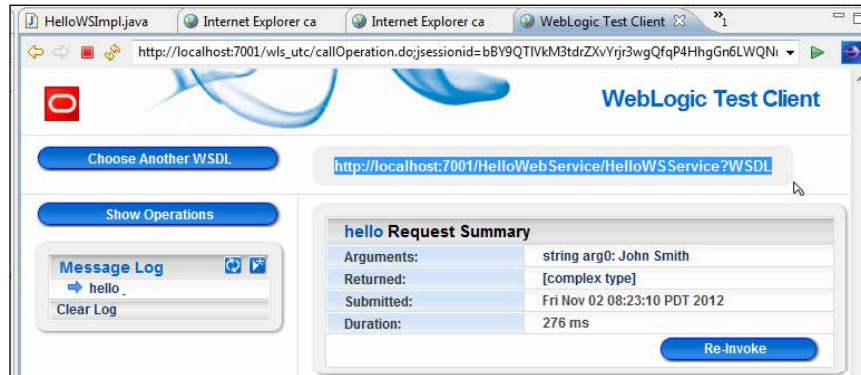 HelloWSImpl.java Internet Explorer ca Internet Explorer ca WebLogic Test Client 1
http://localhost:7001/wls_utc/callOperation.do;jsessionid=
WebLogic Test Client
Choose Another WSDL
http://localhost:7001/HelloWebService/HelloWSService?WSDL
Show Operations
hello Request Summary
Message Log
hello
Clear Log
Arguments: string arg0: John Smith
Returned: [complex type]
Submitted: Fri Nov 02 08:23:10 PDT 2012
Duration: 276 ms
Re-Invoke